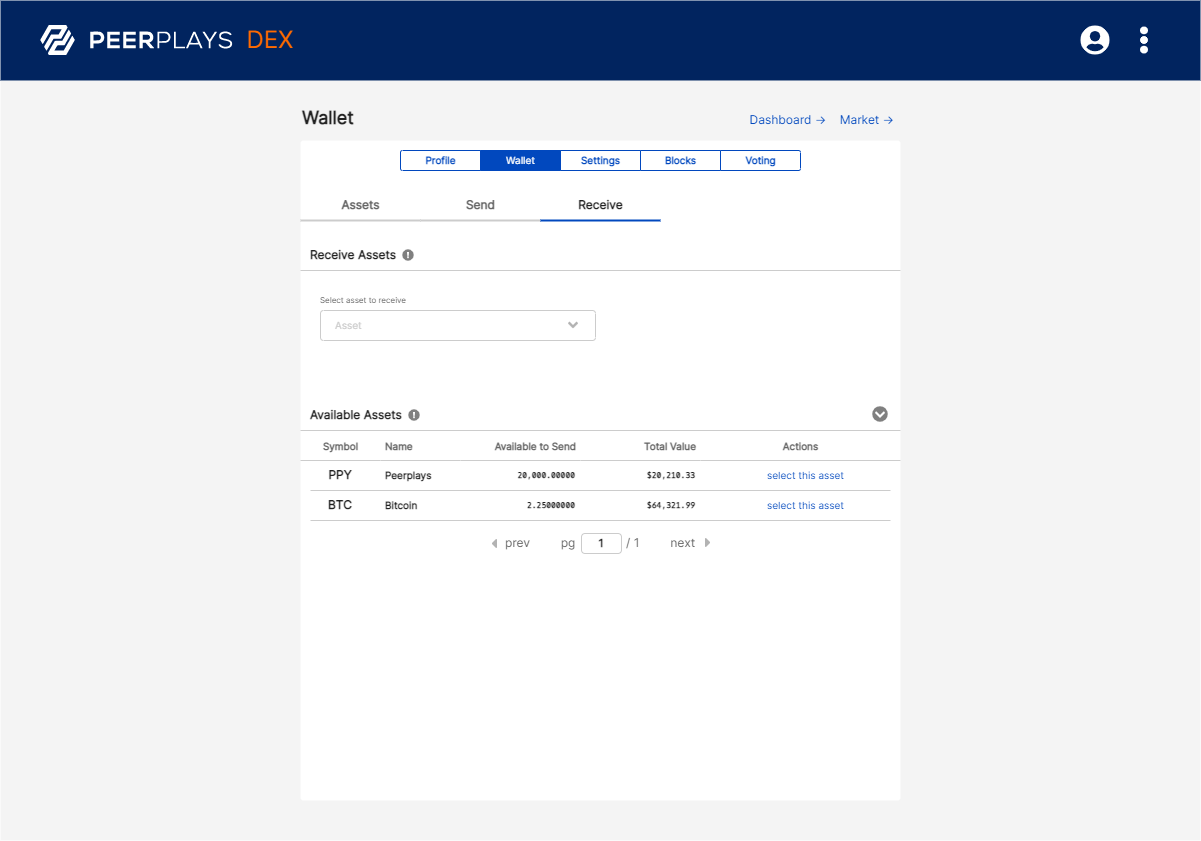 PEERPLAYS DEX
Wallet
Dashboard → Market →
Profile Wallet Settings Blocks Voting
Assets Send Receive
Receive Assets
Select asset to receive
Asset
Available Assets
Symbol Name Available to Send Total Value Actions
PPY Peerplays 20,000.00000 $20,210.33 select this asset
BTC Bitcoin 2.25000000 $64,321.99 select this asset
prev pg 1 / 1 next